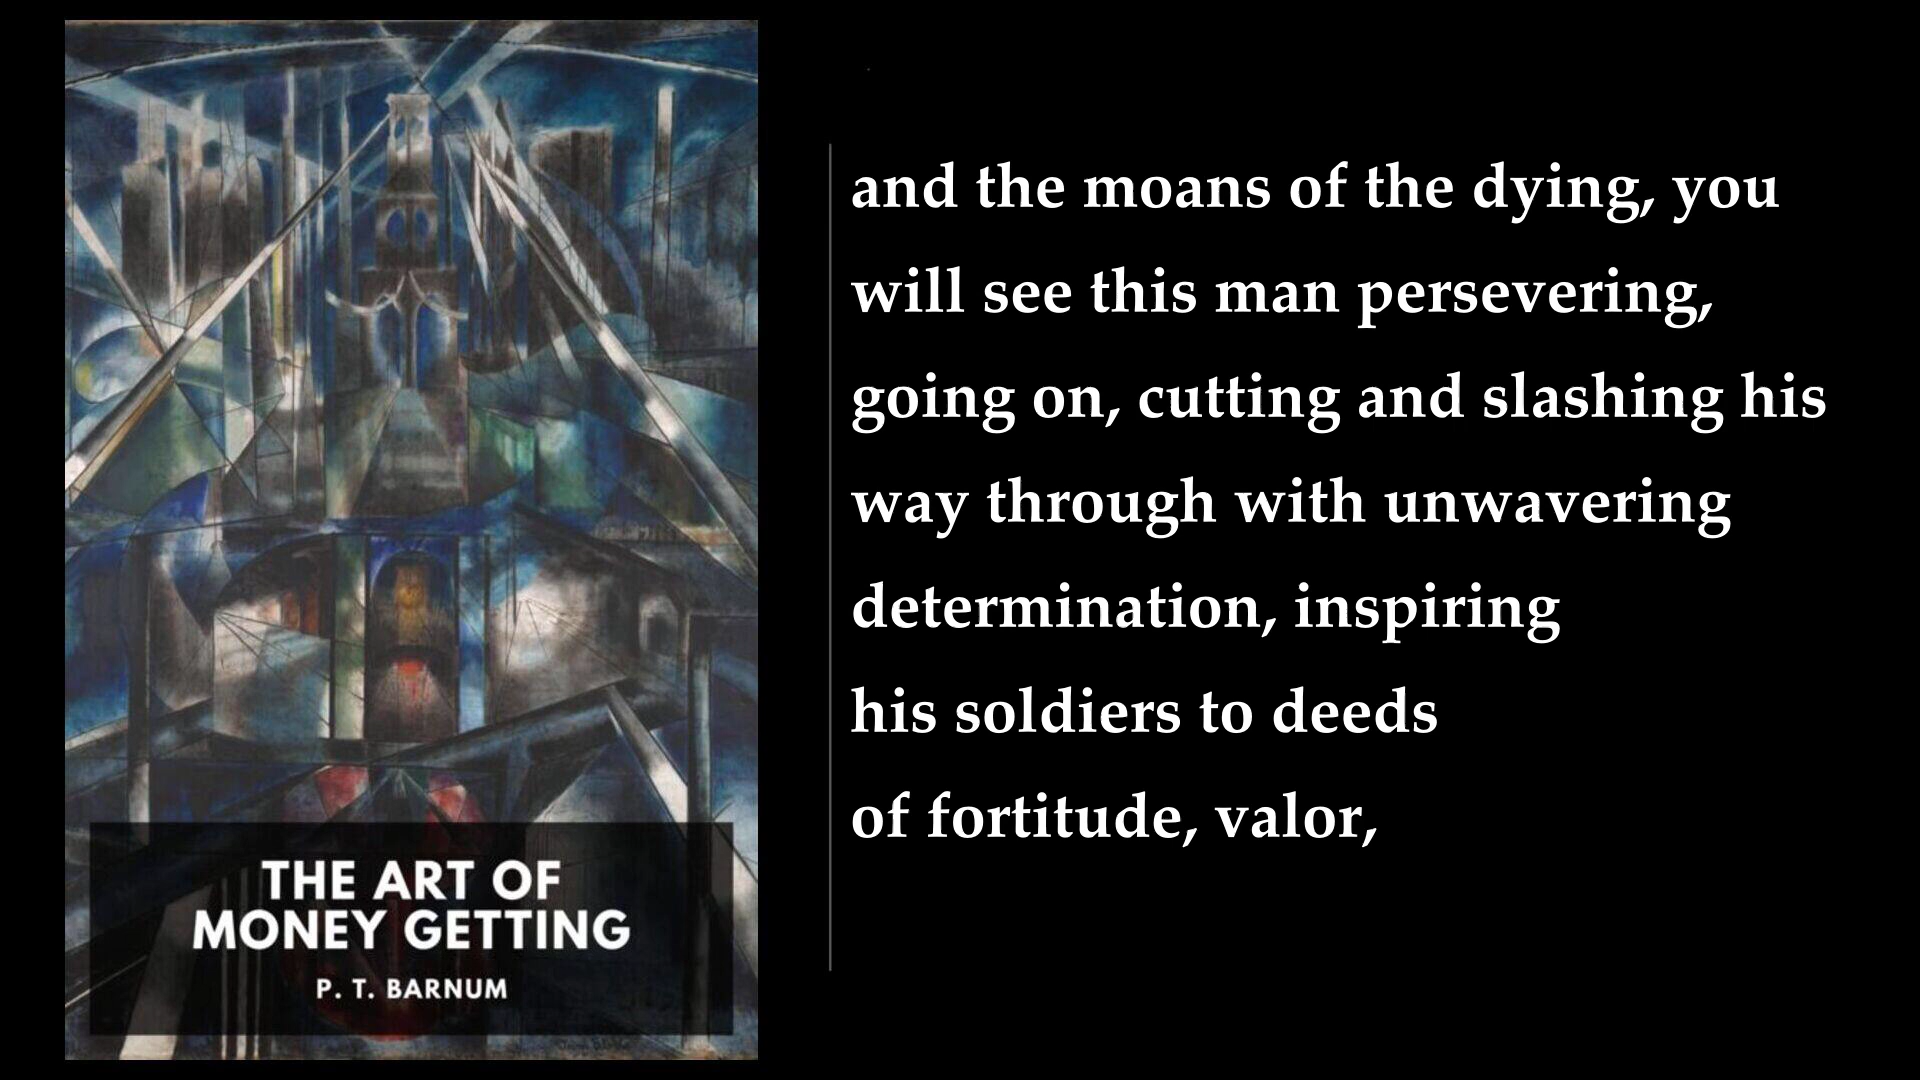 THE ART OF
MONEY GETTING
P. T. BARNUM
and the moans of the dying, you
will see this man persevering,
going on, cutting and slashing his
way through with unwavering
determination, inspiring
his soldiers to deeds
of fortitude, valor,